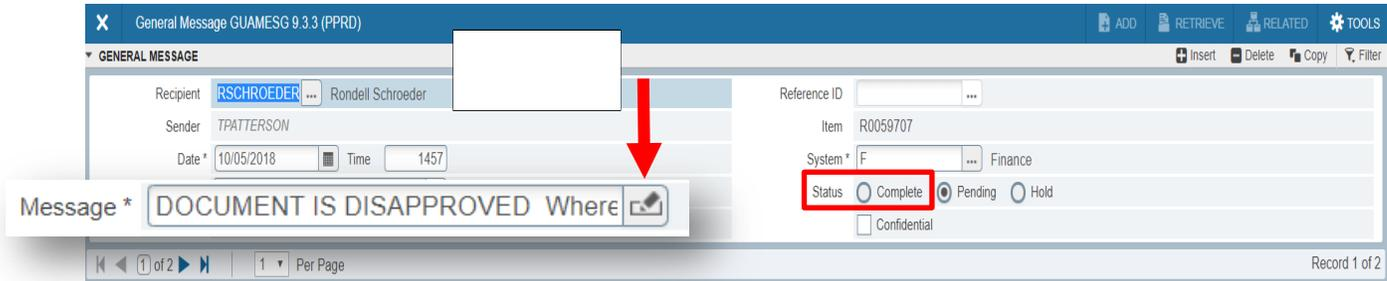 X General Message GUAMESG 9.3.3 (PPRD) ADD RETRIEVE RELATED TOOLS
GENERAL MESSAGE Insert Delete Copy Filter
Recipient RSCHROEDER ... Rondell Schroeder Reference ID ...
Sender TPATTERSON Item R0059707
Date * 10/05/2018 Time 1457 System * F ... Finance
Status Complete Pending Hold
Message * DOCUMENT IS DISAPPROVED Where
Confidential
1 of 2 1 Per Page Record 1 of 2